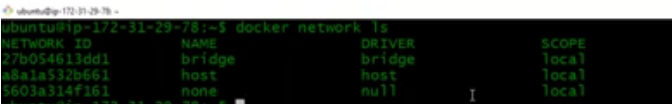 ubuntu@ip-172-31-29-78: ~
ubuntu@ip-172-31-29-78:~$ docker network ls
NETWORK ID NAME DRIVER SCOPE
27b054613dd1 bridge bridge local
a8a1a532b661 host host local
5603a314f161 none null local
ubuntu@ip-172-31-29-78:~$